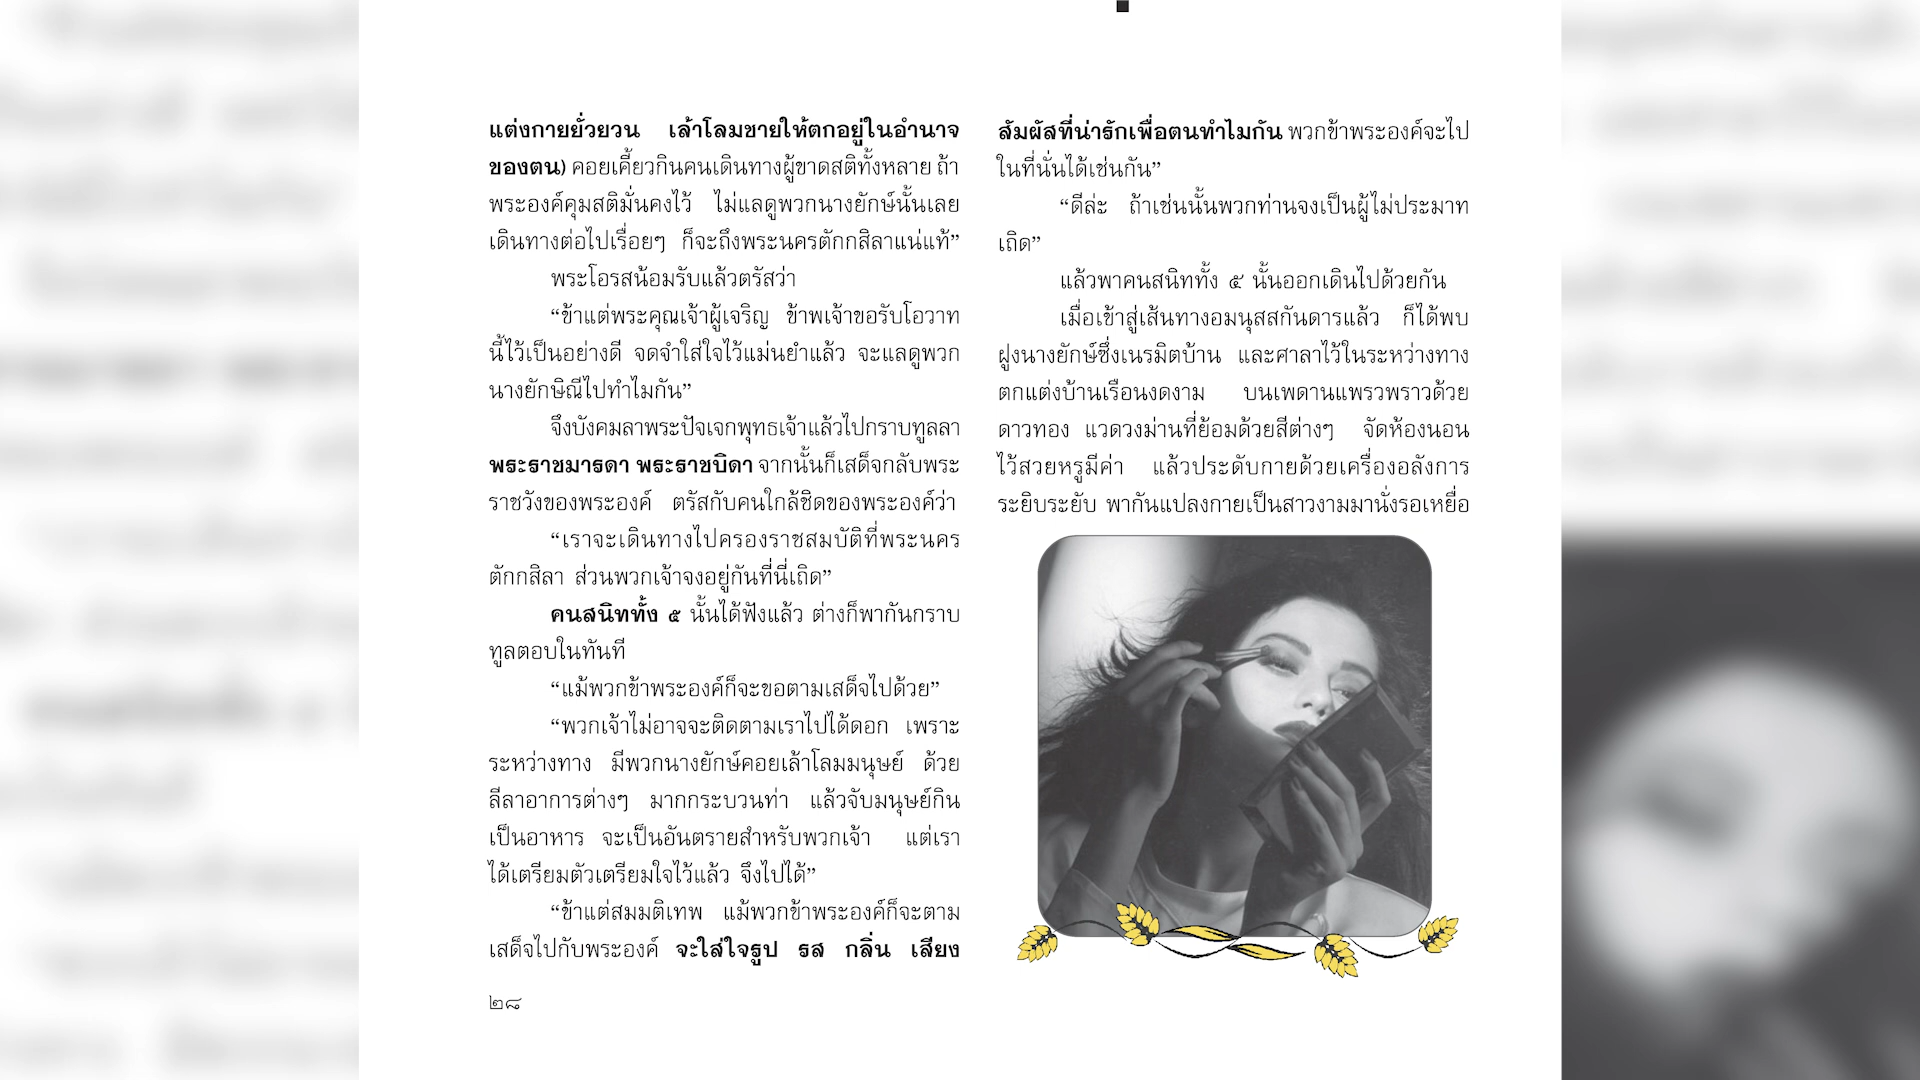 แต่งกายยั่วยวน เล้าโลมชายให้ตกอยู่ในอำนาจ
ของตน) คอยเคี้ยวกินคนเดินทางผู้ขาดสติทั้งหลาย ถ้า
พระองค์คุมสติมั่นคงไว้ ไม่แลดูพวกนางยักษ์นั้นเลย
เดินทางต่อไปเรื่อยๆ ก็จะถึงพระนครตักกสิลาแน่แท้”
พระโอรสน้อมรับแล้วตรัสว่า
“ข้าแต่พระคุณเจ้าผู้เจริญ ข้าพเจ้าขอรับโอวาท
นี้ไว้เป็นอย่างดี จดจำใส่ใจไว้แม่นยำแล้ว จะแลดูพวก
นางยักษิณีไปทำไมกัน”
จึงบังคมลาพระปัจเจกพุทธเจ้าแล้วไปกราบทูลลา
พระราชมารดา พระราชบิดา จากนั้นก็เสด็จกลับพระ
ราชวังของพระองค์ ตรัสกับคนใกล้ชิดของพระองค์ว่า
“เราจะเดินทางไปครองราชสมบัติที่พระนคร
ตักกสิลา ส่วนพวกเจ้าจงอยู่กันที่นี่เถิด”
คนสนิททั้ง ๕ นั้นได้ฟังแล้ว ต่างก็พากันกราบ
ทูลตอบในทันที
“แม้พวกข้าพระองค์ก็จะขอตามเสด็จไปด้วย”
“พวกเจ้าไม่อาจจะติดตามเราไปได้ดอก เพราะ
ระหว่างทาง มีพวกนางยักษ์คอยเล้าโลมมนุษย์ ด้วย
ลีลาอาการต่างๆ มากกระบวนท่า แล้วจับมนุษย์กิน
เป็นอาหาร จะเป็นอันตรายสำหรับพวกเจ้า แต่เรา
ได้เตรียมตัวเตรียมใจไว้แล้ว จึงไปได้”
“ข้าแต่สมมติเทพ แม้พวกข้าพระองค์ก็จะตาม
เสด็จไปกับพระองค์ จะใส่ใจรูป รส กลิ่น เสียง
๒๘
สัมผัสที่น่ารักเพื่อตนทำไมกัน พวกข้าพระองค์จะไป
ในที่นั่นได้เช่นกัน”
“ดีล่ะ ถ้าเช่นนั้นพวกท่านจงเป็นผู้ไม่ประมาท
เถิด”
แล้วพาคนสนิททั้ง ๕ นั้นออกเดินไปด้วยกัน
เมื่อเข้าสู่เส้นทางอมนุสสกันดารแล้ว ก็ได้พบ
ฝูงนางยักษ์ซึ่งเนรมิตบ้าน และศาลาไว้ในระหว่างทาง
ตกแต่งบ้านเรือนงดงาม บนเพดานแพรวพราวด้วย
ดาวทอง แวดวงม่านที่ย้อมด้วยสีต่างๆ จัดห้องนอน
ไว้สวยหรูมีค่า แล้วประดับกายด้วยเครื่องอลังการ
ระยิบระยับ พากันแปลงกายเป็นสาวงามมานั่งรอเหยื่อ